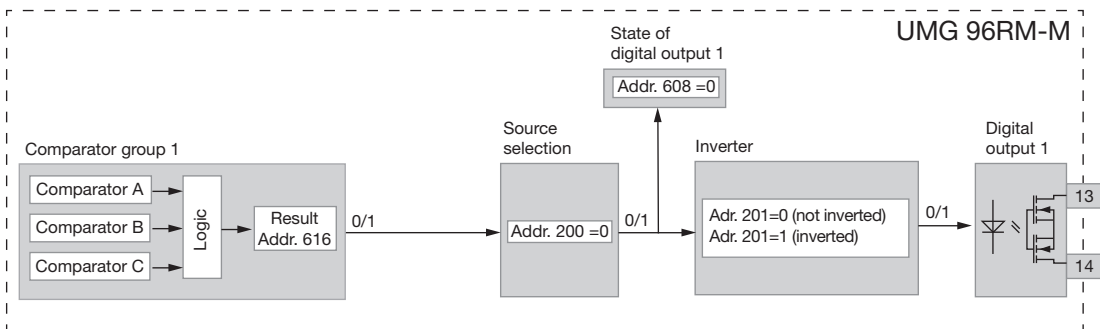 UMG 96RM-M
State of
digital output 1
Addr. 608 =0
Source
selection
Digital
output 1
Comparator group 1
Inverter
Comparator A
Comparator B
Comparator C
Logic
Result
Addr. 616
0/1
Addr. 200 =0
0/1
Adr. 201=0 (not inverted)
Adr. 201=1 (inverted)
0/1
13
14